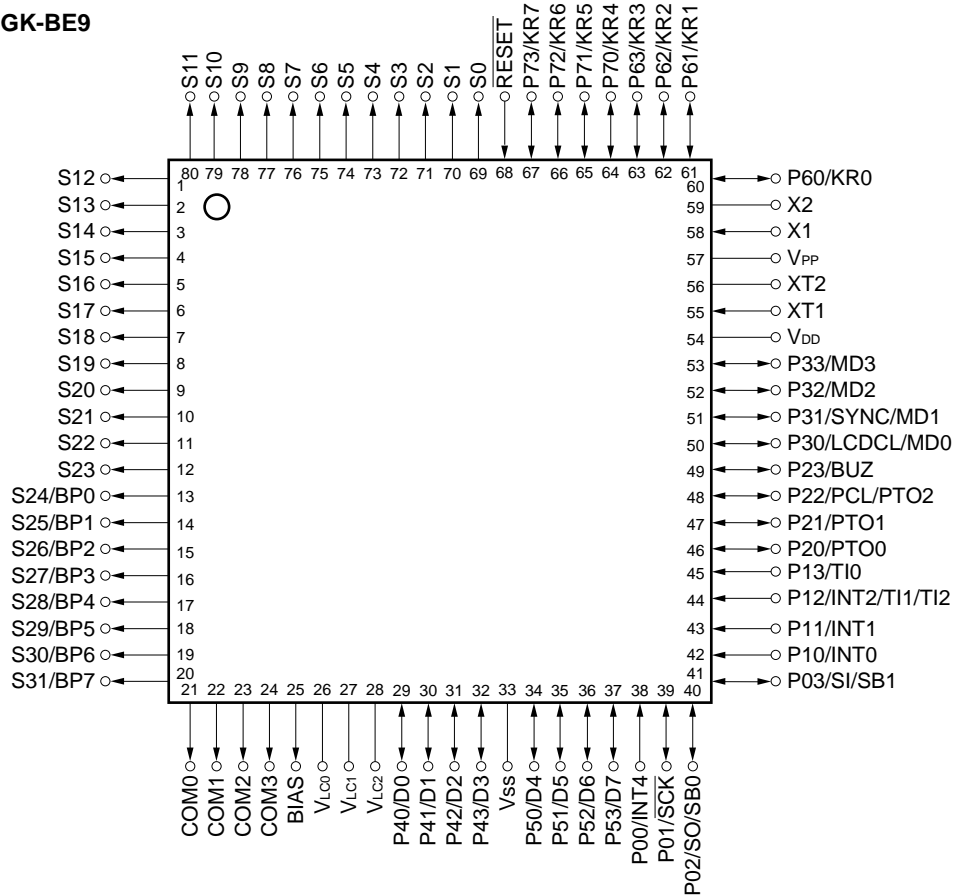 GK-BE9
S11
S10
S9
S8
S7
S6
S5
S4
S3
S2
S1
S0
RESET
P73/KR7
P72/KR6
P71/KR5
P70/KR4
P63/KR3
P62/KR2
P61/KR1
80 79 78 77 76 75 74 73 72 71 70 69 68 67 66 65 64 63 62 61
S12 1 60 P60/KR0
S13 2 59 X2
S14 3 58 X1
S15 4 57 VPP
S16 5 56 XT2
S17 6 55 XT1
S18 7 54 VDD
S19 8 53 P33/MD3
S20 9 52 P32/MD2
S21 10 51 P31/SYNC/MD1
S22 11 50 P30/LCDCL/MD0
S23 12 49 P23/BUZ
S24/BP0 13 48 P22/PCL/PTO2
S25/BP1 14 47 P21/PTO1
S26/BP2 15 46 P20/PTO0
S27/BP3 16 45 P13/TI0
S28/BP4 17 44 P12/INT2/TI1/TI2
S29/BP5 18 43 P11/INT1
S30/BP6 19 42 P10/INT0
S31/BP7 20 41 P03/SI/SB1
21 22 23 24 25 26 27 28 29 30 31 32 33 34 35 36 37 38 39 40
COM0
COM1
COM2
COM3
BIAS
VLC0
VLC1
VLC2
P40/D0
P41/D1
P42/D2
P43/D3
Vss
P50/D4
P51/D5
P52/D6
P53/D7
P00/INT4
P01/SCK
P02/SO/SB0